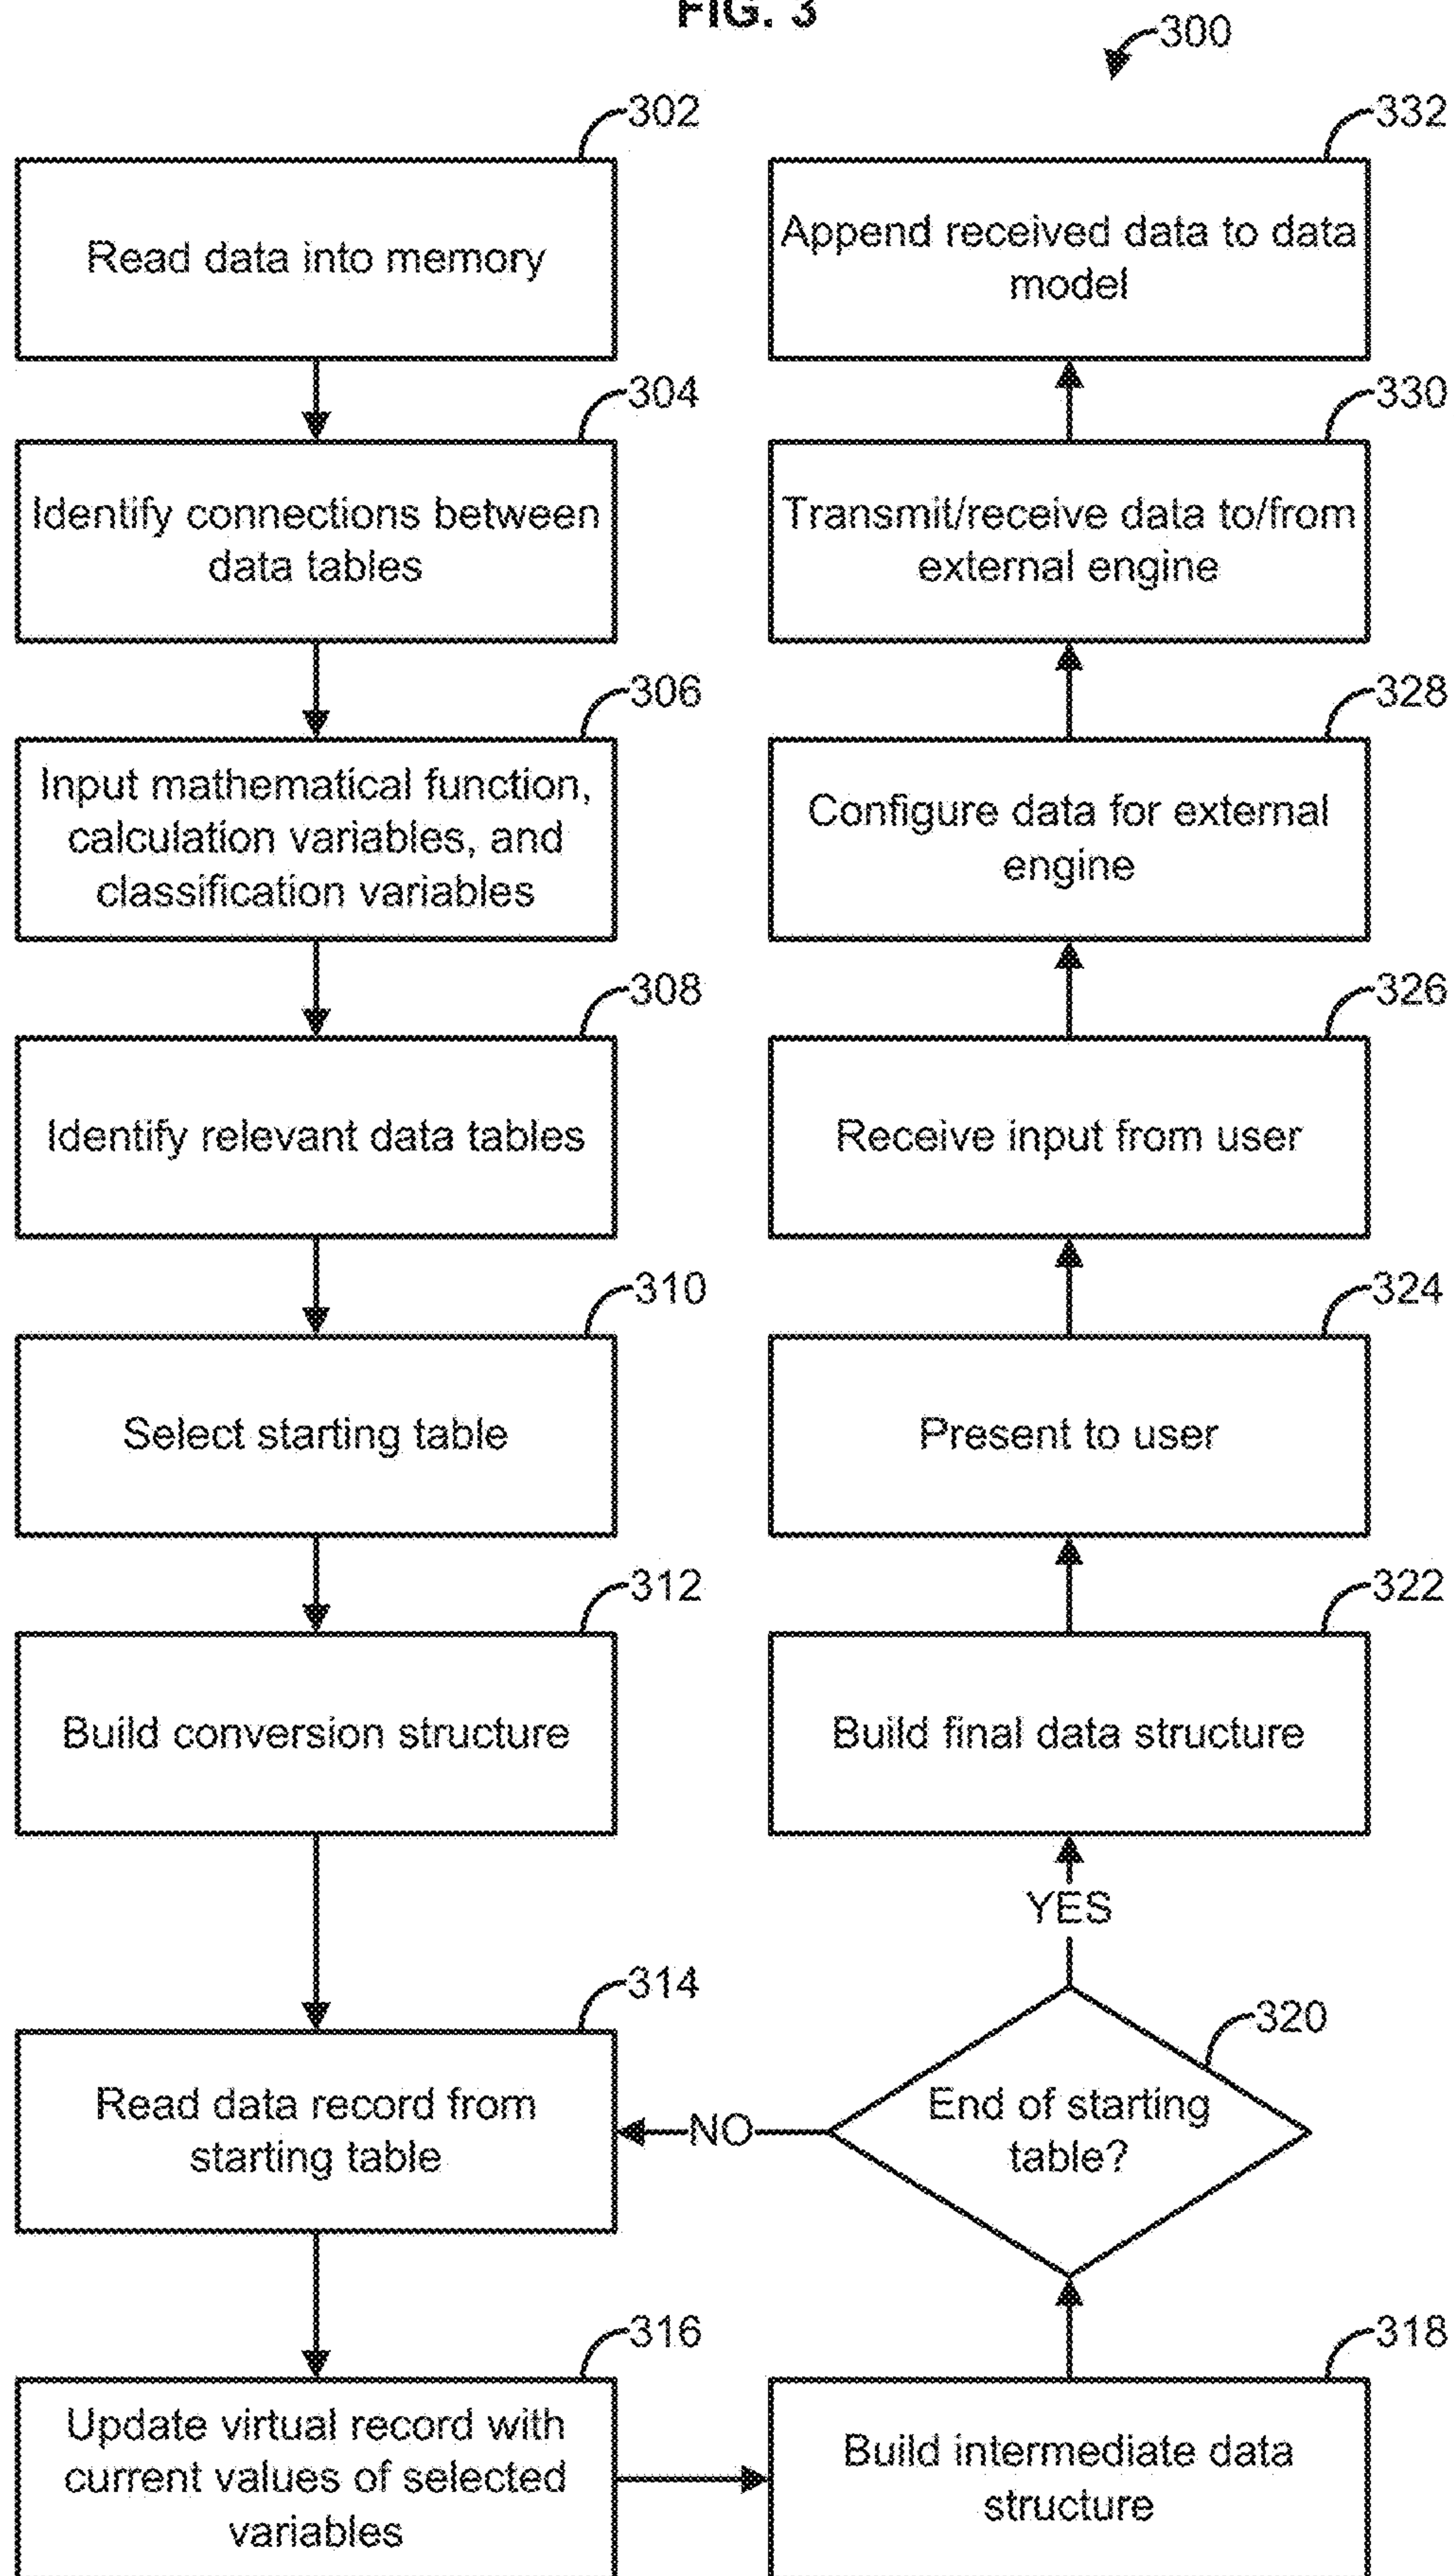 FIG. 3
300
302
Read data into memory
304
Identify connections between
data tables
306
Input mathematical function,
calculation variables, and
classification variables
308
Identify relevant data tables
310
Select starting table
312
Build conversion structure
314
Read data record from
starting table
316
Update virtual record with
current values of selected
variables
318
Build intermediate data
structure
320
End of starting
table?
NO
YES
322
Build final data structure
324
Present to user
326
Receive input from user
328
Configure data for external
engine
330
Transmit/receive data to/from
external engine
332
Append received data to data
model